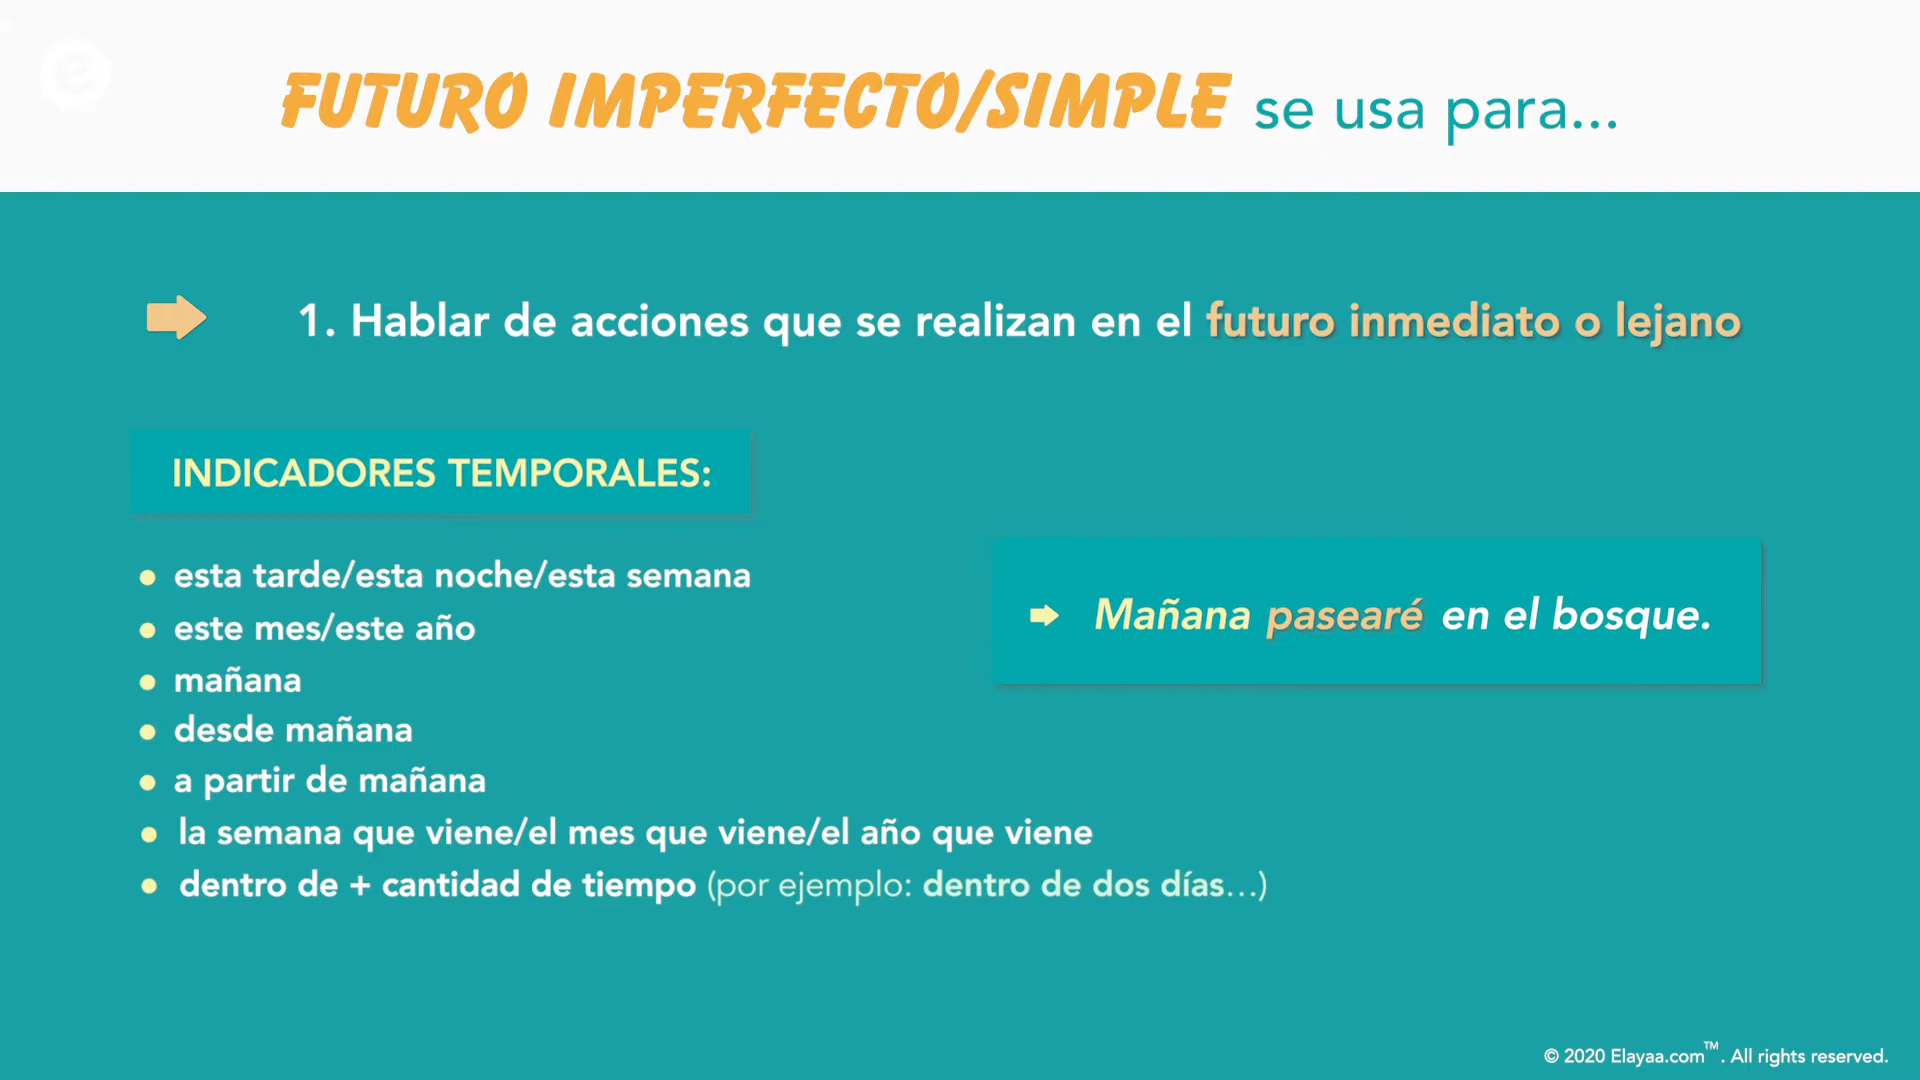 FUTURO IMPERFECTO/SIMPLE se usa para...
1. Hablar de acciones que se realizan en el futuro inmediato o lejano
INDICADORES TEMPORALES:
• esta tarde/esta noche/esta semana
• este mes/este año
• mañana
• desde mañana
• a partir de mañana
• la semana que viene/el mes que viene/el año que viene
• dentro de + cantidad de tiempo (por ejemplo: dentro de dos días...)
Mañana pasearé en el bosque.
© 2020 Elayaa.com™. All rights reserved.